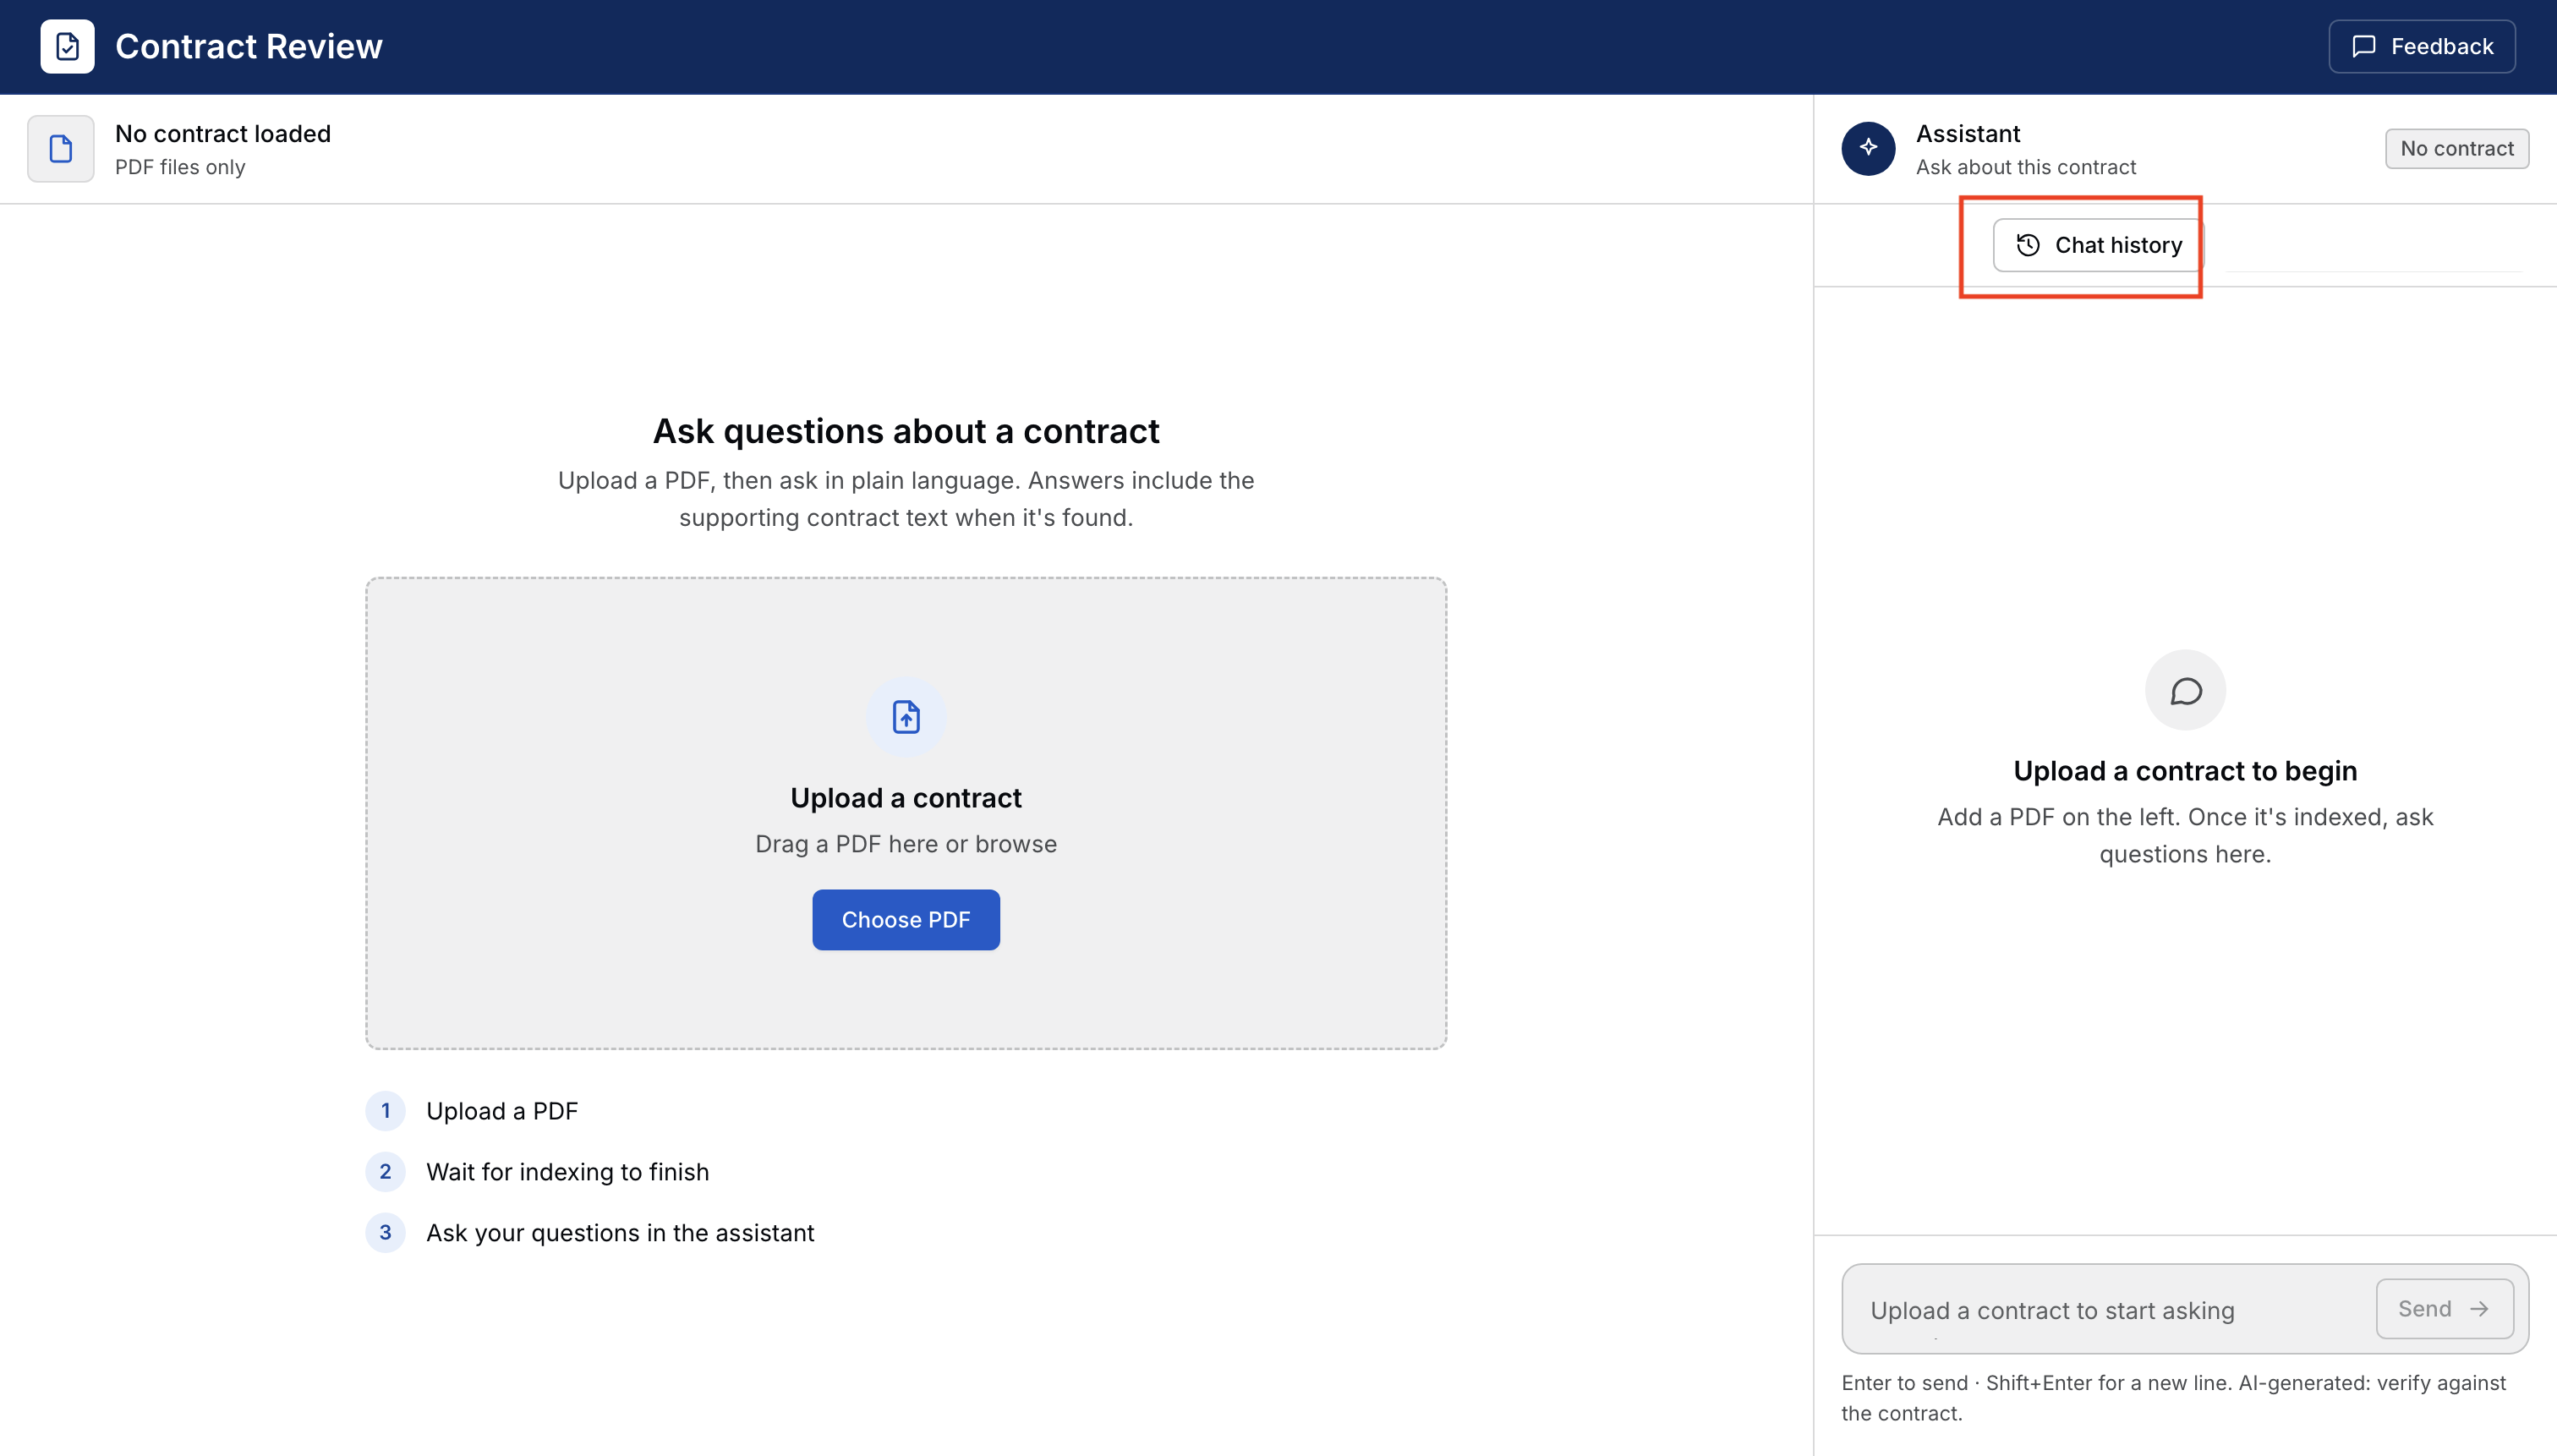 Contract Review
Feedback
No contract loaded
PDF files only
Assistant
Ask about this contract
No contract
Chat history
Ask questions about a contract
Upload a PDF, then ask in plain language. Answers include the
supporting contract text when it's found.
Upload a contract
Drag a PDF here or browse
Choose PDF
1 Upload a PDF
2 Wait for indexing to finish
3 Ask your questions in the assistant
Upload a contract to begin
Add a PDF on the left. Once it's indexed, ask
questions here.
Upload a contract to start asking
Send
Enter to send · Shift+Enter for a new line. AI-generated: verify against
the contract.